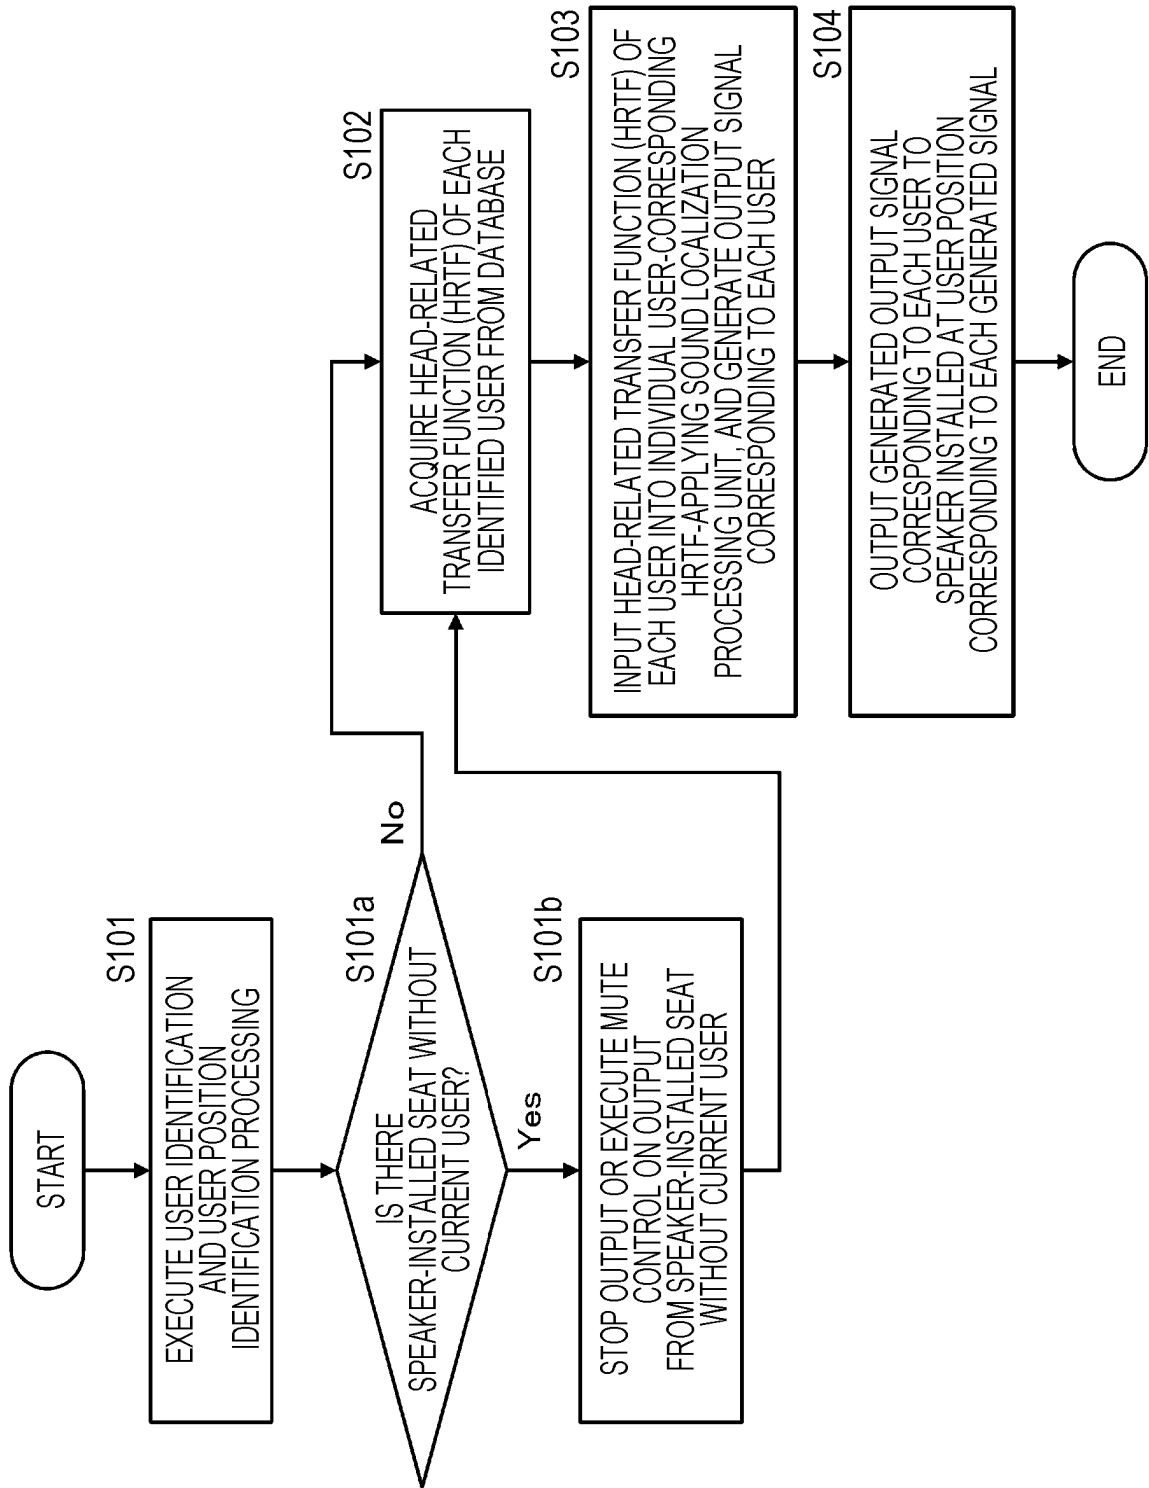 START
S101
EXECUTE USER IDENTIFICATION
AND USER POSITION
IDENTIFICATION PROCESSING
S101a
IS THERE
SPEAKER-INSTALLED SEAT WITHOUT
CURRENT USER?
No
Yes
S101b
STOP OUTPUT OR EXECUTE MUTE
CONTROL ON OUTPUT
FROM SPEAKER-INSTALLED SEAT
WITHOUT CURRENT USER
S102
ACQUIRE HEAD-RELATED
TRANSFER FUNCTION (HRTF) OF EACH
IDENTIFIED USER FROM DATABASE
S103
INPUT HEAD-RELATED TRANSFER FUNCTION (HRTF) OF
EACH USER INTO INDIVIDUAL USER-CORRESPONDING
HRTF-APPLYING SOUND LOCALIZATION
PROCESSING UNIT, AND GENERATE OUTPUT SIGNAL
CORRESPONDING TO EACH USER
S104
OUTPUT GENERATED OUTPUT SIGNAL
CORRESPONDING TO EACH USER TO
SPEAKER INSTALLED AT USER POSITION
CORRESPONDING TO EACH GENERATED SIGNAL
END